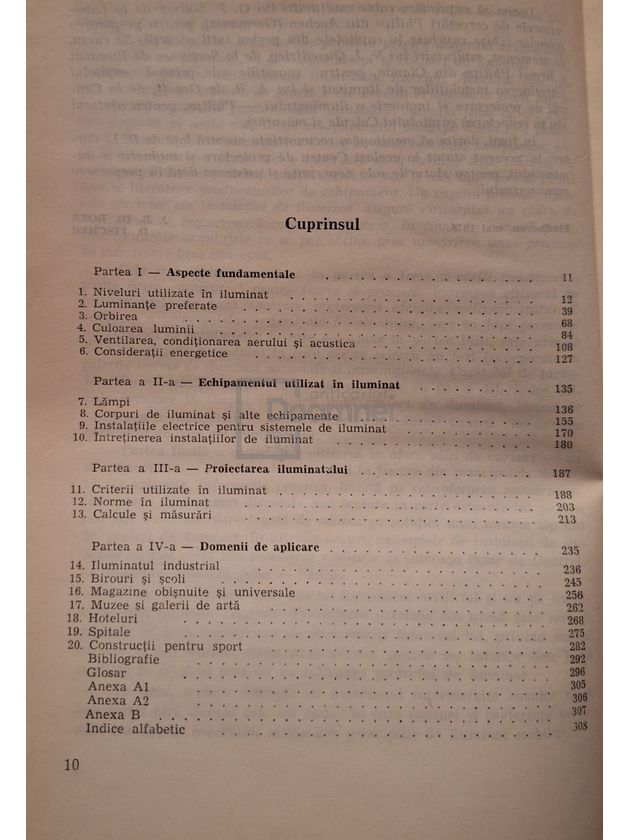 Cuprinsul
Partea I — Aspecte fundamentale . . . . . . . . . . . . . 11
1. Niveluri utilizate în iluminat . . . . . . . . . . . . . 12
2. Luminanțe preferate . . . . . . . . . . . . . 39
3. Orbirea . . . . . . . . . . . . . 68
4. Culoarea luminii . . . . . . . . . . . . . 84
5. Ventilarea, condiționarea aerului și acustica . . . . . . . . . . 108
6. Considerații energetice . . . . . . . . . . . . . 127
Partea a II-a — Echipamentul utilizat în iluminat . . . . . . . . 135
7. Lămpi . . . . . . . . . . . . . 136
8. Corpuri de iluminat și alte echipamente . . . . . . . . . . 155
9. Instalațiile electrice pentru sistemele de iluminat . . . . . . . . 170
10. Întreținerea instalațiilor de iluminat . . . . . . . . . . 180
Partea a III-a — Proiectarea iluminatului . . . . . . . . . . 187
11. Criterii utilizate în iluminat . . . . . . . . . . . . . 188
12. Norme în iluminat . . . . . . . . . . . . . 203
13. Calcule și măsurări . . . . . . . . . . . . . 213
Partea a IV-a — Domenii de aplicare . . . . . . . . . . . . . 235
14. Iluminatul industrial . . . . . . . . . . . . . 236
15. Birouri și școli . . . . . . . . . . . . . 245
16. Magazine obișnuite și universale . . . . . . . . . . . . . 256
17. Muzee și galerii de artă . . . . . . . . . . . . . 262
18. Hoteluri . . . . . . . . . . . . . 268
19. Spitale . . . . . . . . . . . . . 275
20. Construcții pentru sport . . . . . . . . . . . . . 282
Bibliografie . . . . . . . . . . . . . 292
Glosar . . . . . . . . . . . . . 296
Anexa A1 . . . . . . . . . . . . . 305
Anexa A2 . . . . . . . . . . . . . 306
Anexa B . . . . . . . . . . . . . 307
Indice alfabetic . . . . . . . . . . . . . 308
10